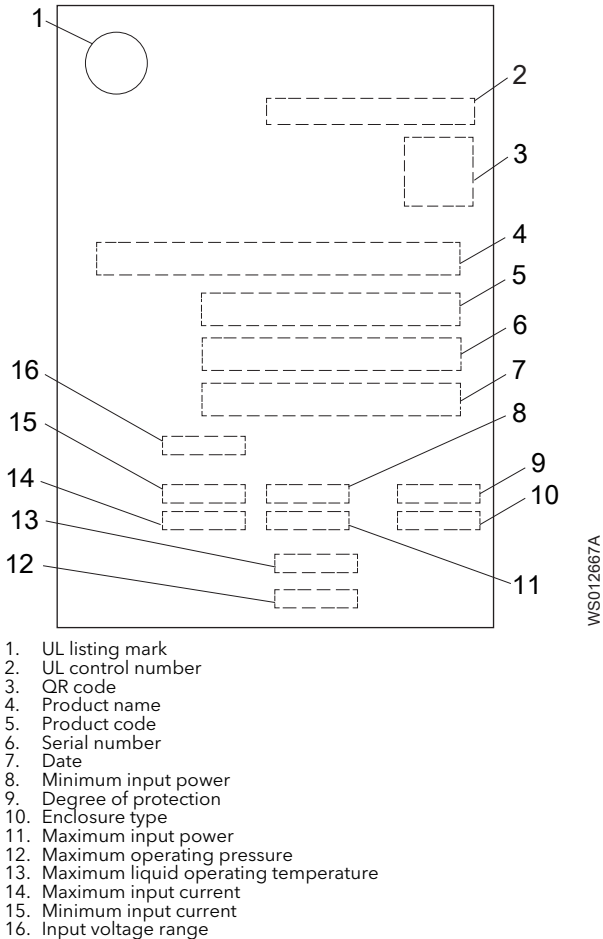 1
2
3
4
5
6
7
8
9
10
11
12
13
14
15
16
WS012667A
1. UL listing mark
2. UL control number
3. QR code
4. Product name
5. Product code
6. Serial number
7. Date
8. Minimum input power
9. Degree of protection
10. Enclosure type
11. Maximum input power
12. Maximum operating pressure
13. Maximum liquid operating temperature
14. Maximum input current
15. Minimum input current
16. Input voltage range